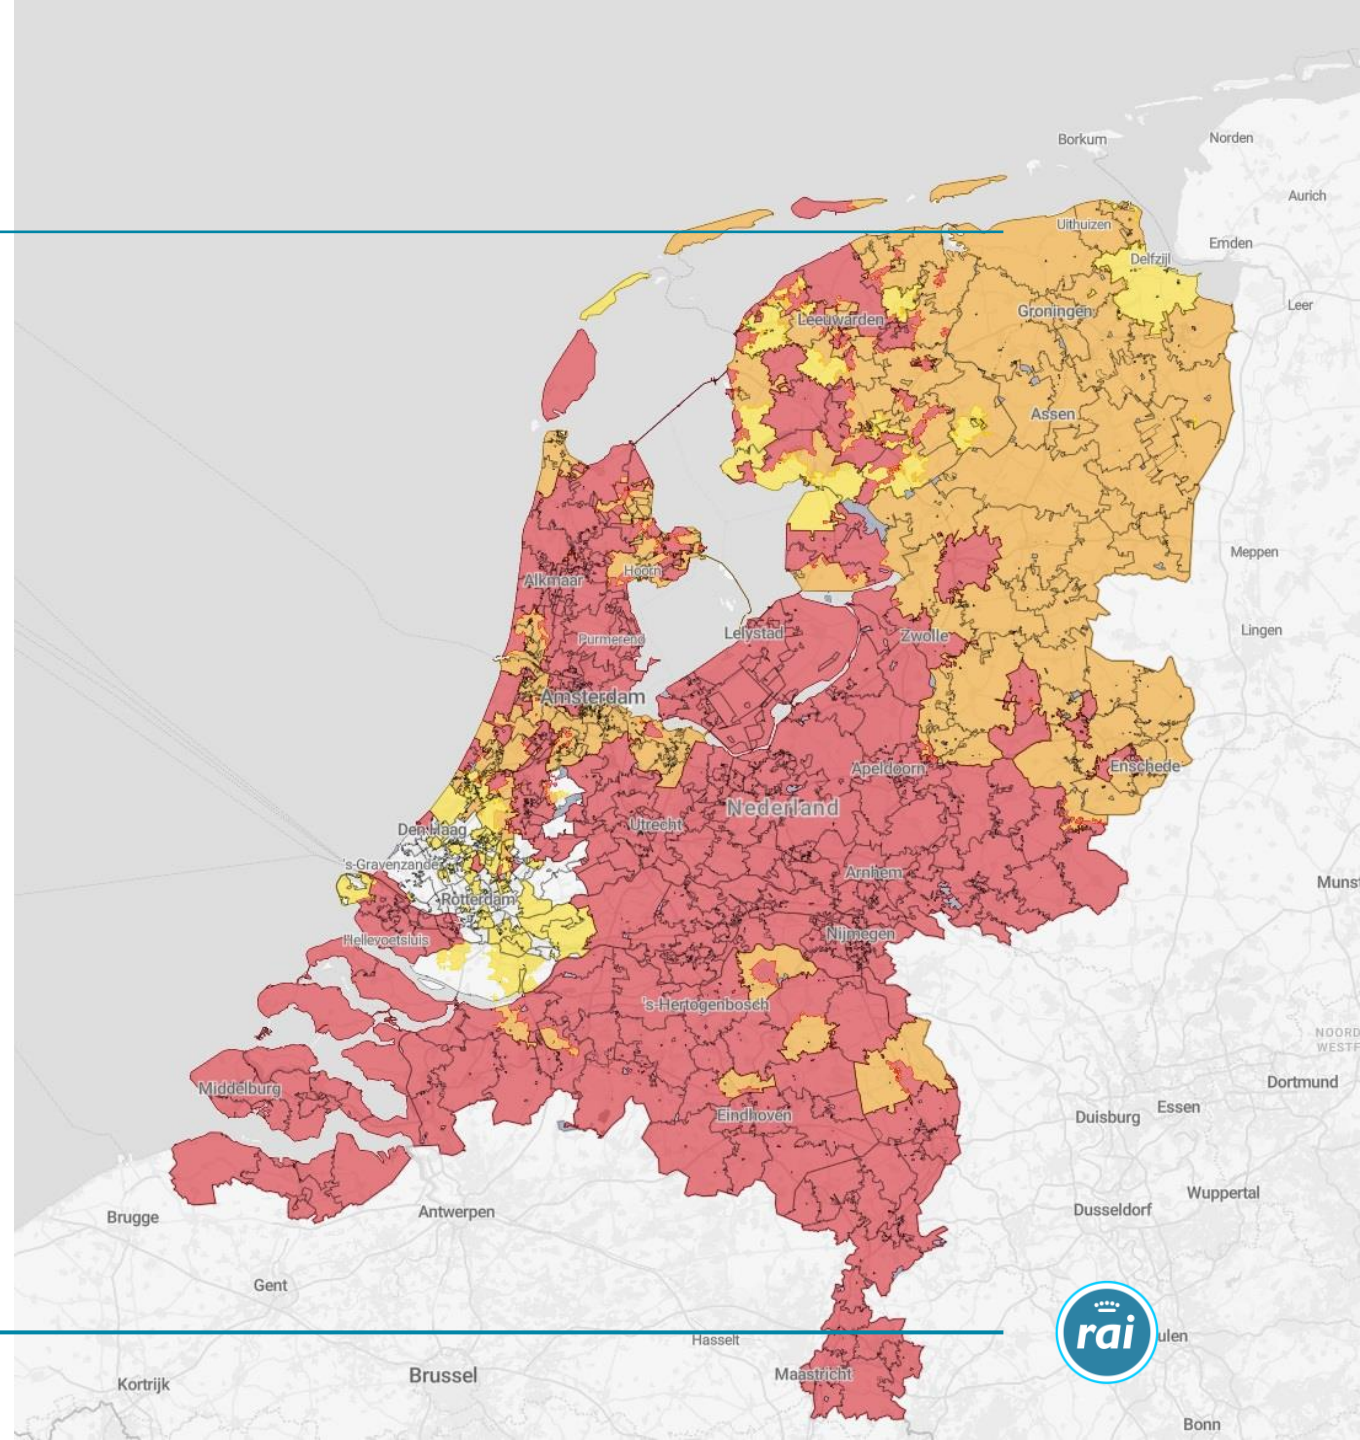 Borkum
Norden
Aurich
Uithuizen
Emden
Delfzijl
Leer
Groningen
Leeuwarden
Assen
Meppen
Hoorn
Alkmaar
Lingen
Lelystad
Zwolle
Purmerend
Amsterdam
Enschede
Apeldoorn
Nederland
Utrecht
Den Haag
's-Gravenzande
Arnhem
Muns
Rotterdam
Nijmegen
Hellevoetsluis
's-Hertogenbosch
NOORD
WESTF
Dortmund
Middelburg
Essen
Eindhoven
Duisburg
Wuppertal
Dusseldorf
Antwerpen
Brugge
Gent
rai
ulen
Hasselt
Maastricht
Brussel
Kortrijk
Bonn